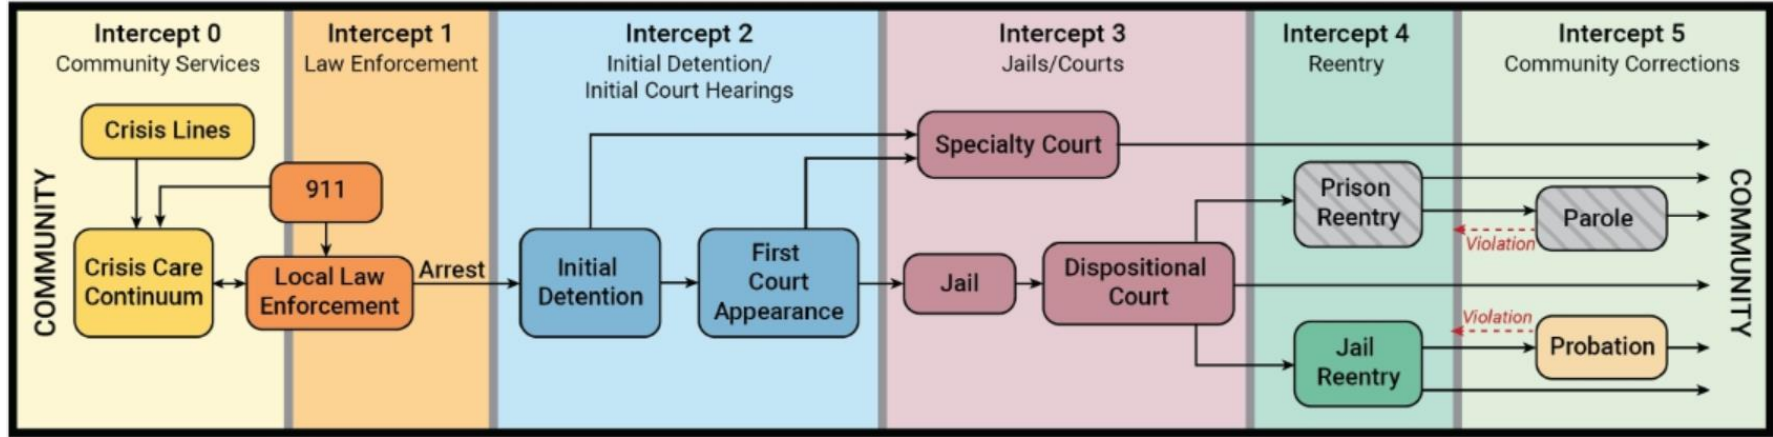 Intercept 0
Community Services
Intercept 1
Law Enforcement
Intercept 2
Initial Detention/
Initial Court Hearings
Intercept 3
Jails/Courts
Intercept 4
Reentry
Intercept 5
Community Corrections
COMMUNITY
Crisis Lines
911
Crisis Care
Continuum
Local Law
Enforcement
Arrest
Initial
Detention
First
Court
Appearance
Specialty Court
Jail
Dispositional
Court
Prison
Reentry
Parole
Violation
Jail
Reentry
Violation
Probation
COMMUNITY